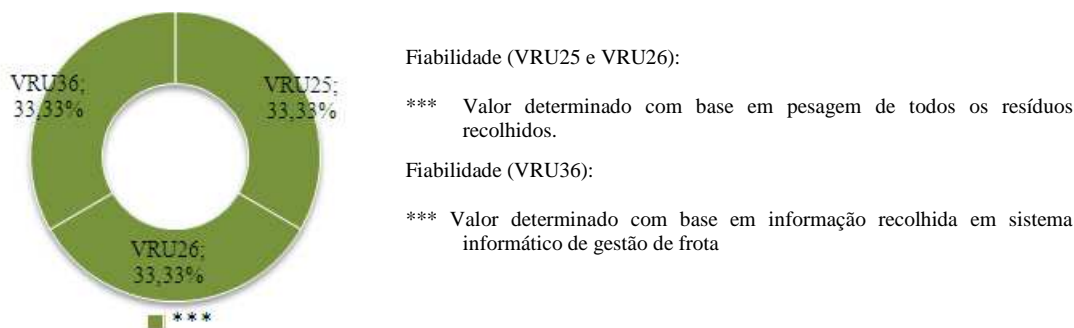 VRU36;
33,33%
VRU25;
33,33%
VRU26;
33,33%
***
Fiabilidade (VRU25 e VRU26):
*** Valor determinado com base em pesagem de todos os resíduos
recolhidos.
Fiabilidade (VRU36):
*** Valor determinado com base em informação recolhida em sistema
informático de gestão de frota